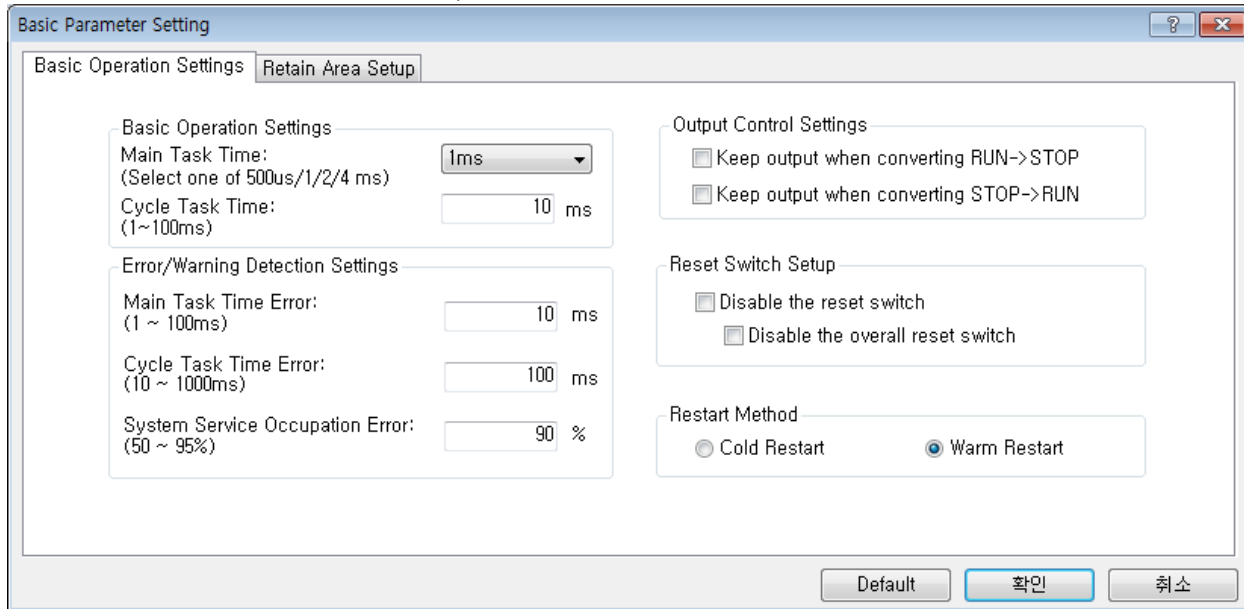 Basic Parameter Setting
Basic Operation Settings
Retain Area Setup
Basic Operation Settings
Main Task Time:
1ms
(Select one of 500us/1/2/4 ms)
Cycle Task Time:
10 ms
(1~100ms)
Error/Warning Detection Settings
Main Task Time Error:
10 ms
(1 ~ 100ms)
Cycle Task Time Error:
100 ms
(10 ~ 1000ms)
System Service Occupation Error:
90 %
(50 ~ 95%)
Output Control Settings
Keep output when converting RUN->STOP
Keep output when converting STOP->RUN
Reset Switch Setup
Disable the reset switch
Disable the overall reset switch
Restart Method
Cold Restart
Warm Restart
Default
확인
취소